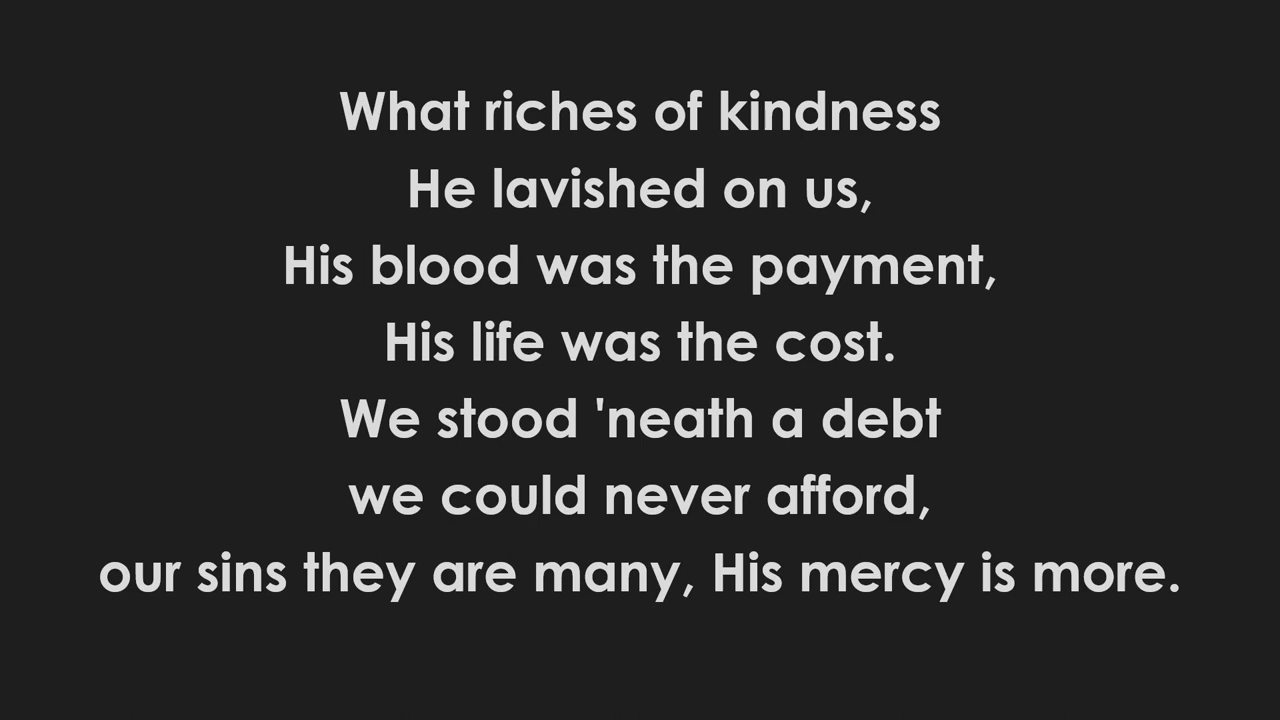 What riches of kindness
He lavished on us,
His blood was the payment,
His life was the cost.
We stood 'neath a debt
we could never afford,
our sins they are many, His mercy is more.